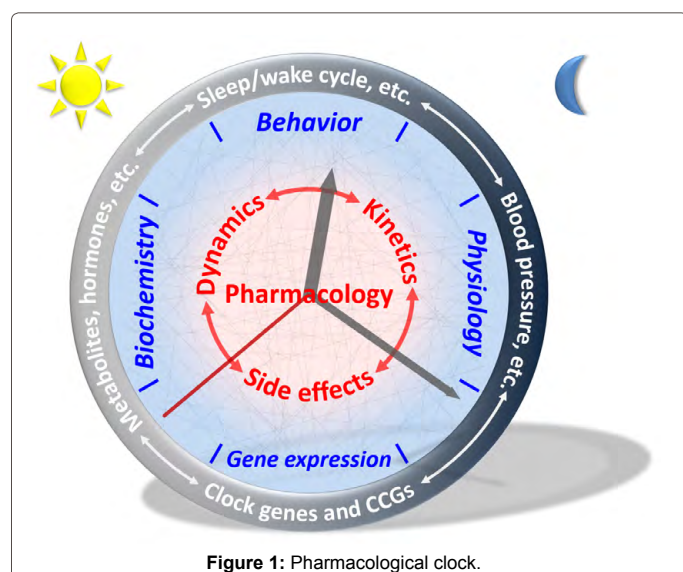 Sleep/wake cycle, etc.
Behavior
Blood pressure, etc.
Physiology
Metabolites, hormones, etc.
Biochemistry
Dynamics
Kinetics
Pharmacology
Side effects
Gene expression
Clock genes and CCGs
Figure 1: Pharmacological clock.